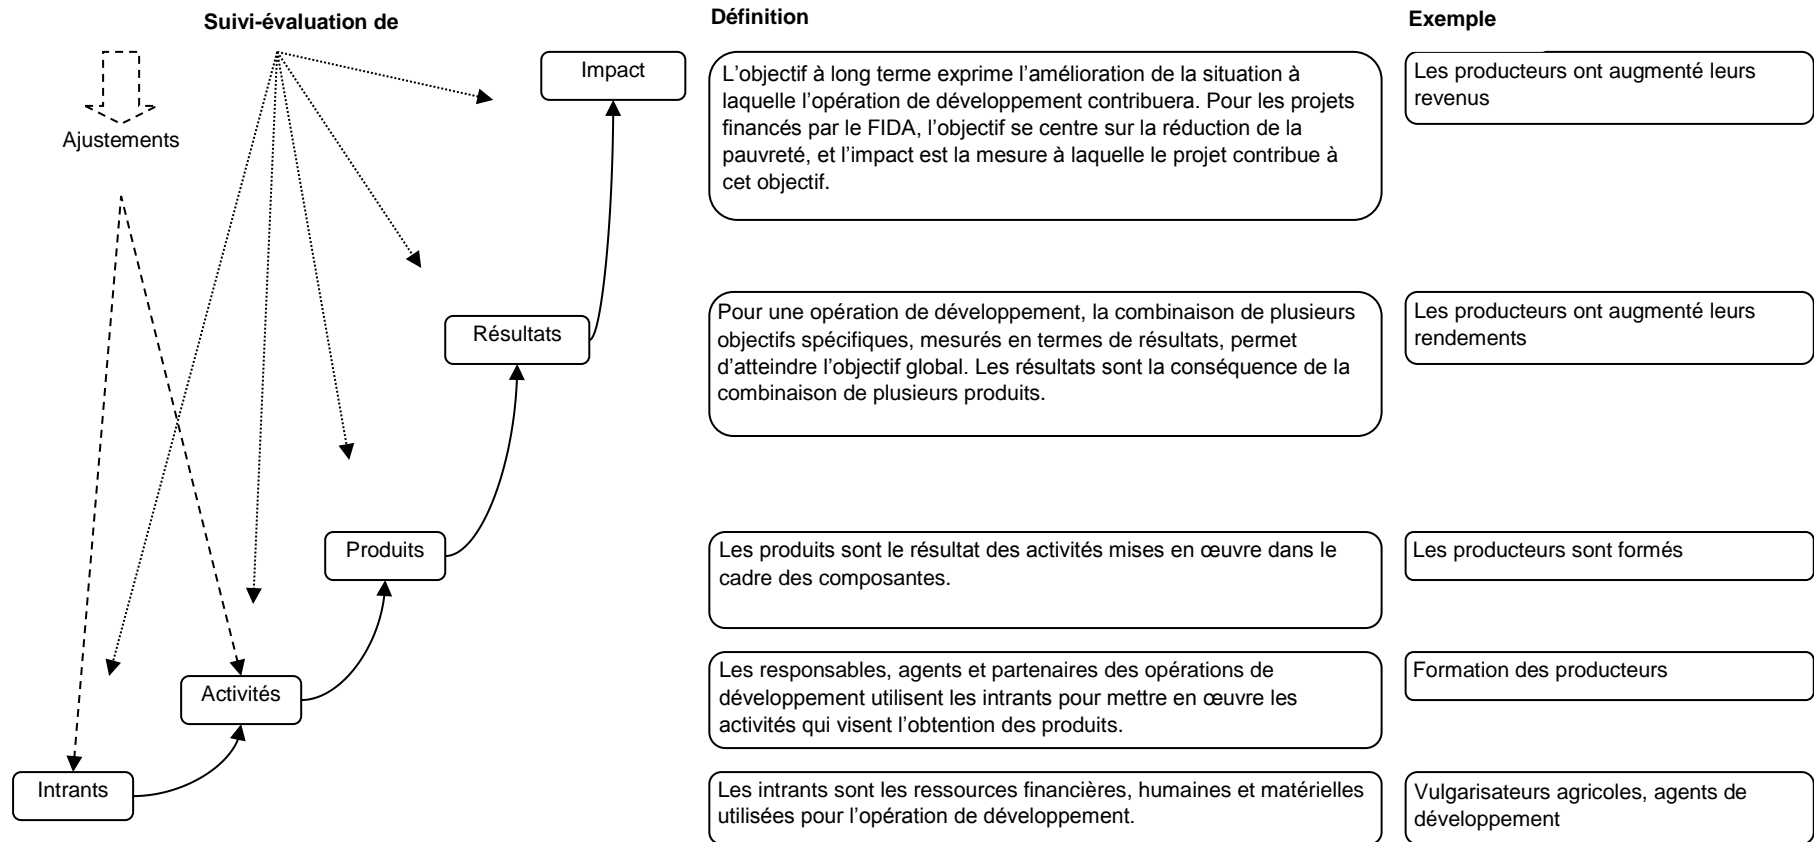 Suivi-évaluation de
Définition
Exemple
Ajustements
Impact
L’objectif à long terme exprime l’amélioration de la situation à
laquelle l’opération de développement contribuera. Pour les projets
financés par le FIDA, l’objectif se centre sur la réduction de la
pauvreté, et l’impact est la mesure à laquelle le projet contribue à
cet objectif.
Les producteurs ont augmenté leurs
revenus
Résultats
Pour une opération de développement, la combinaison de plusieurs
objectifs spécifiques, mesurés en termes de résultats, permet
d’atteindre l’objectif global. Les résultats sont la conséquence de la
combinaison de plusieurs produits.
Les producteurs ont augmenté leurs
rendements
Produits
Les produits sont le résultat des activités mises en œuvre dans le
cadre des composantes.
Les producteurs sont formés
Activités
Les responsables, agents et partenaires des opérations de
développement utilisent les intrants pour mettre en œuvre les
activités qui visent l’obtention des produits.
Formation des producteurs
Intrants
Les intrants sont les ressources financières, humaines et matérielles
utilisées pour l’opération de développement.
Vulgarisateurs agricoles, agents de
développement